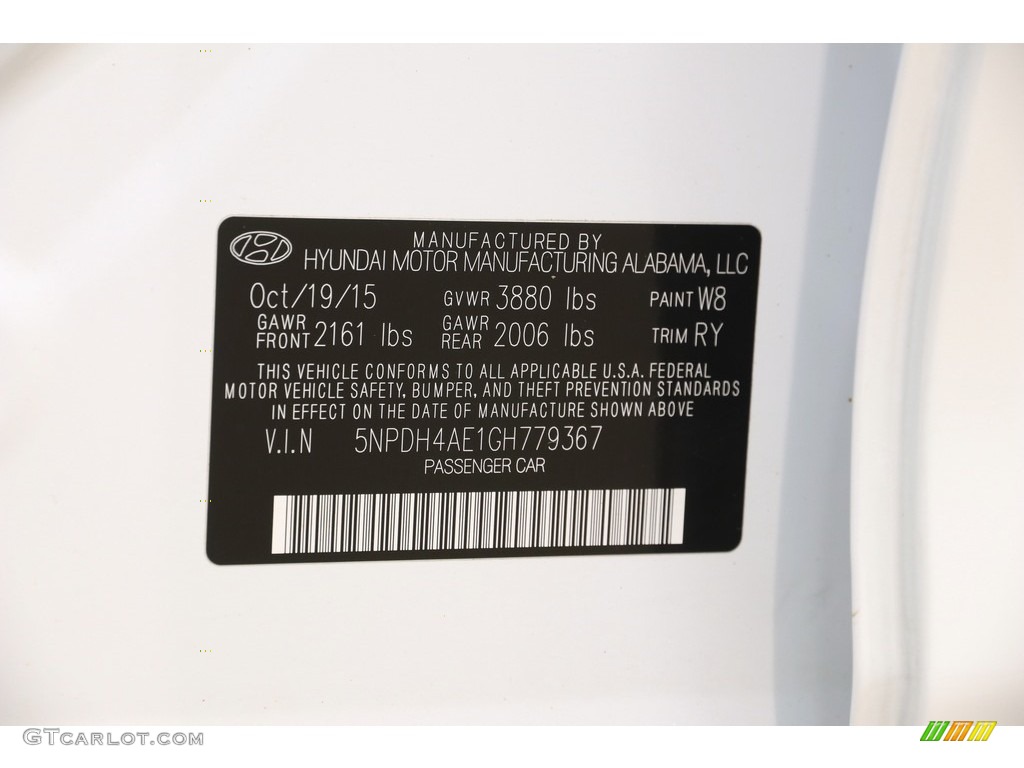 MANUFACTURED BY
HYUNDAI MOTOR MANUFACTURING ALABAMA, LLC
Oct/19/15 GVWR 3880 lbs PAINT W8
GAWR FRONT 2161 lbs GAWR REAR 2006 lbs TRIM RY
THIS VEHICLE CONFORMS TO ALL APPLICABLE U.S.A. FEDERAL
MOTOR VEHICLE SAFETY, BUMPER, AND THEFT PREVENTION STANDARDS
IN EFFECT ON THE DATE OF MANUFACTURE SHOWN ABOVE
V.I.N 5NPDH4AE1GH779367
PASSENGER CAR
GTCARLOT.COM